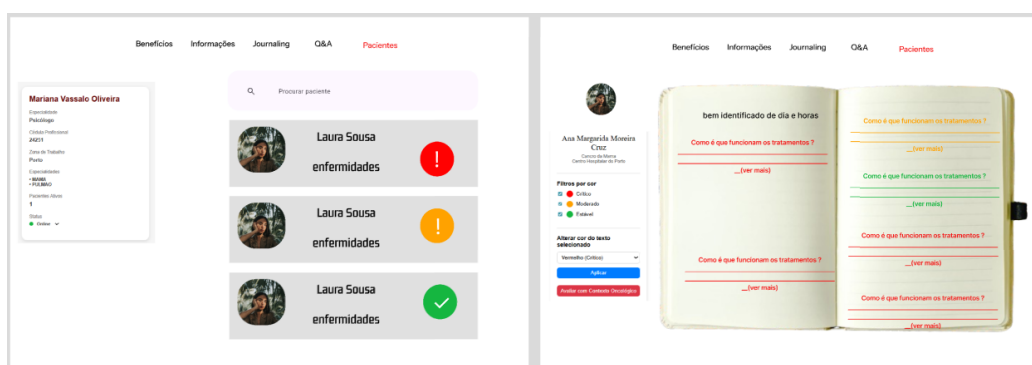 Benefícios Informações Journaling Q&A Pacientes
Mariana Vassalo Oliveira
Especialidade
Psicólogo
Cédula Profissional
24251
Zona de Trabalho
Porto
Especialidades
• MAMA
• PULMAO
Pacientes Ativos
1
Status
Online
Procurar paciente
Laura Sousa
enfermidades
!
Laura Sousa
enfermidades
!
Laura Sousa
enfermidades
Benefícios Informações Journaling Q&A Pacientes
Ana Margarida Moreira
Cruz
Cancro da Mama
Centro Hospitalar do Porto
Filtros por cor
Crítico
Moderado
Estável
Alterar cor do texto
selecionado
Vermelho (Crítico)
Aplicar
Avaliar com Contexto Oncológico
bem identificado de dia e horas
Como é que funcionam os tratamentos ?
__(ver mais)
Como é que funcionam os tratamentos ?
__(ver mais)
Como é que funcionam os tratamentos ?
__(ver mais)
Como é que funcionam os tratamentos ?
__(ver mais)
Como é que funcionam os tratamentos ?
__(ver mais)
Como é que funcionam os tratamentos ?
__(ver mais)